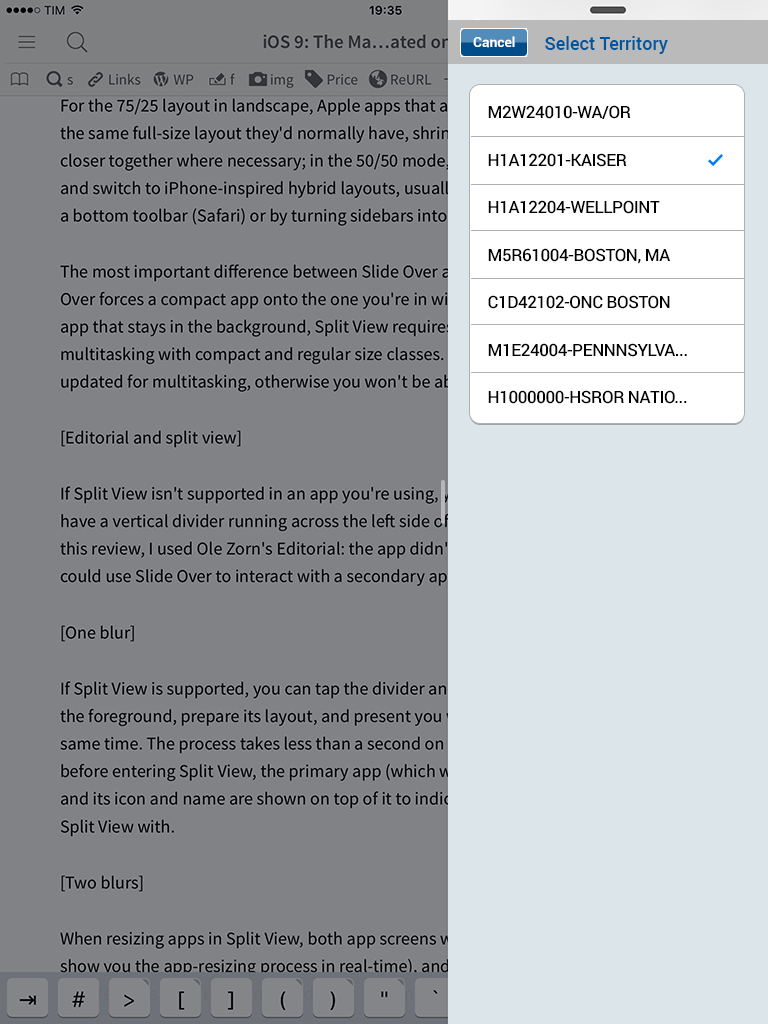 TIM
19:35
iOS 9: The Ma…ated or
s Links WP f img Price ReURL
For the 75/25 layout in landscape, Apple apps that a
the same full-size layout they'd normally have, shrin
closer together where necessary; in the 50/50 mode,
and switch to iPhone-inspired hybrid layouts, usuall
a bottom toolbar (Safari) or by turning sidebars into
The most important difference between Slide Over a
Over forces a compact app onto the one you're in wi
app that stays in the background, Split View require
multitasking with compact and regular size classes.
updated for multitasking, otherwise you won't be ab
[Editorial and split view]
If Split View isn't supported in an app you're using, y
have a vertical divider running across the left side of
this review, I used Ole Zorn's Editorial: the app didn'
could use Slide Over to interact with a secondary ap
[One blur]
If Split View is supported, you can tap the divider an
the foreground, prepare its layout, and present you w
same time. The process takes less than a second on
before entering Split View, the primary app (which w
and its icon and name are shown on top of it to indic
Split View with.
[Two blurs]
When resizing apps in Split View, both app screens w
show you the app-resizing process in real-time), and
⇥ # > [ ] ( ) " `
Cancel
Select Territory
M2W24010-WA/OR
H1A12201-KAISER
H1A12204-WELLPOINT
M5R61004-BOSTON, MA
C1D42102-ONC BOSTON
M1E24004-PENNNSYLVA...
H1000000-HSROR NATIO...